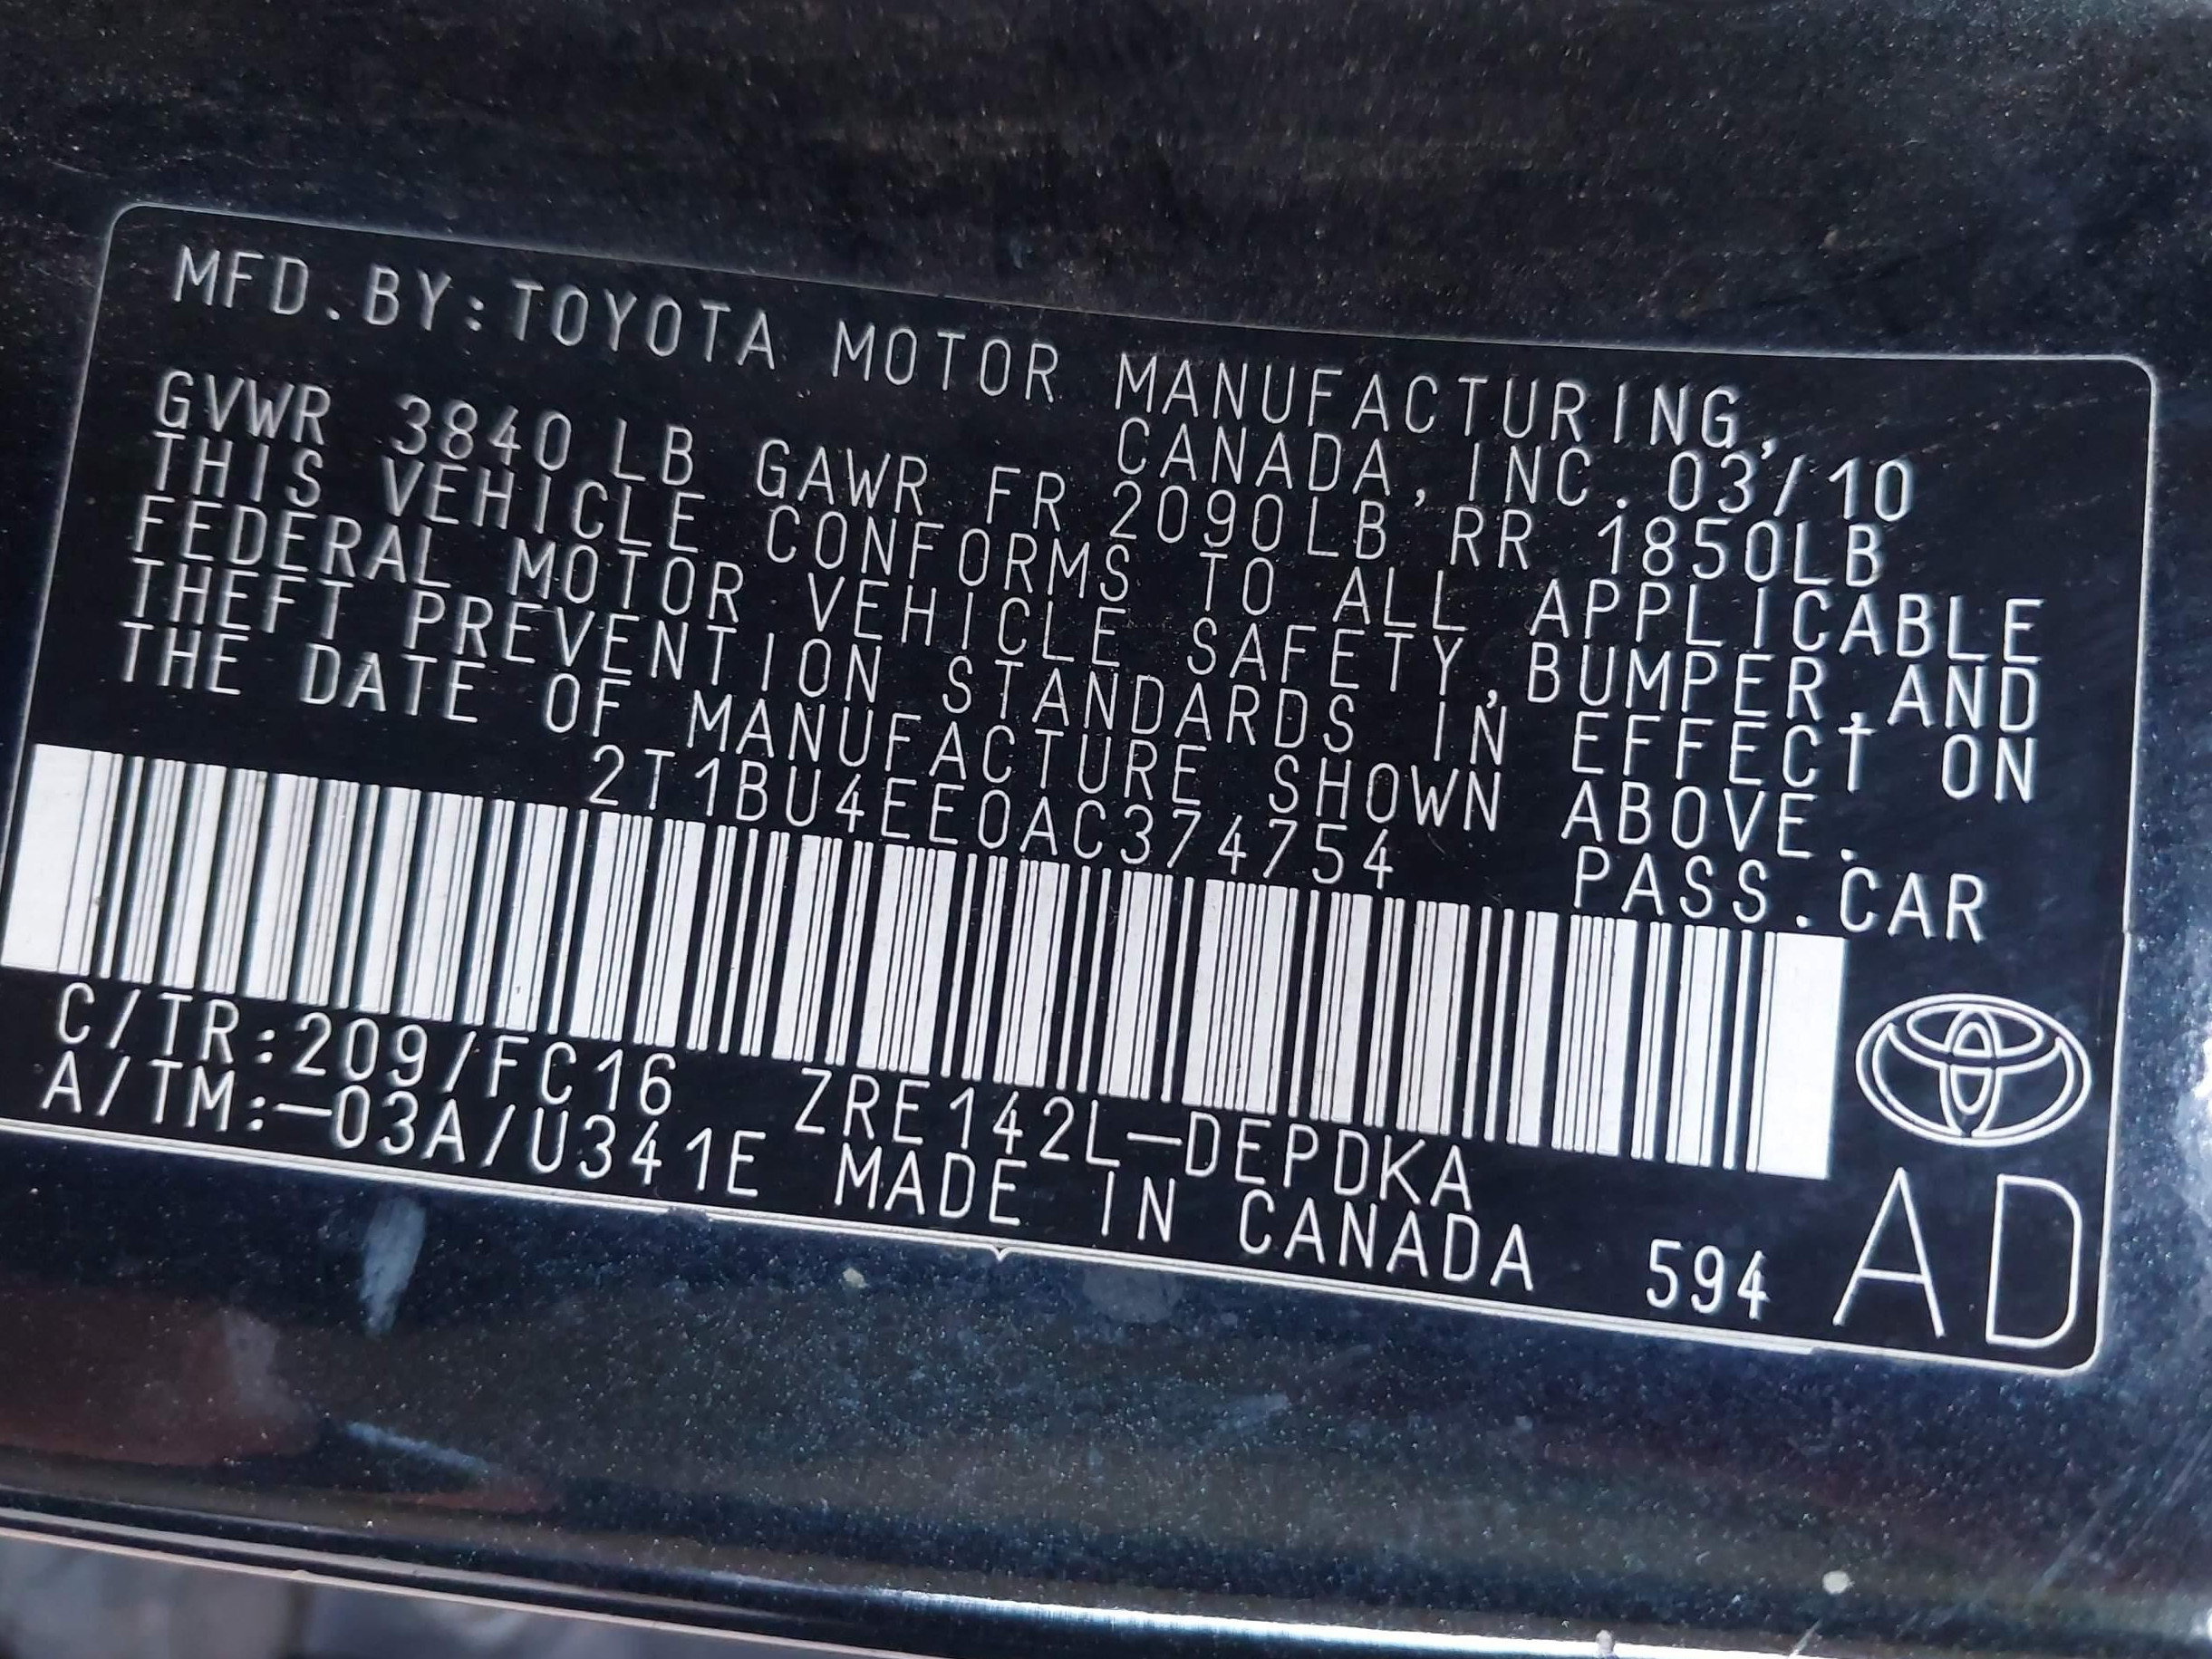 MFD.BY:TOYOTA MOTOR MANUFACTURING,
CANADA, INC. 03/10
GVWR 3840LB GAWR FR 2090LB RR 1850LB
THIS VEHICLE CONFORMS TO ALL APPLICABLE
FEDERAL MOTOR VEHICLE SAFETY,BUMPER,AND
THEFT PREVENTION STANDARDS IN EFFECT ON
THE DATE OF MANUFACTURE SHOWN ABOVE.
2T1BU4EE0AC374754 PASS.CAR
C/TR:209/FC16 ZRE142L-DEPDKA
A/TM:-03A/U341E MADE IN CANADA 594 AD